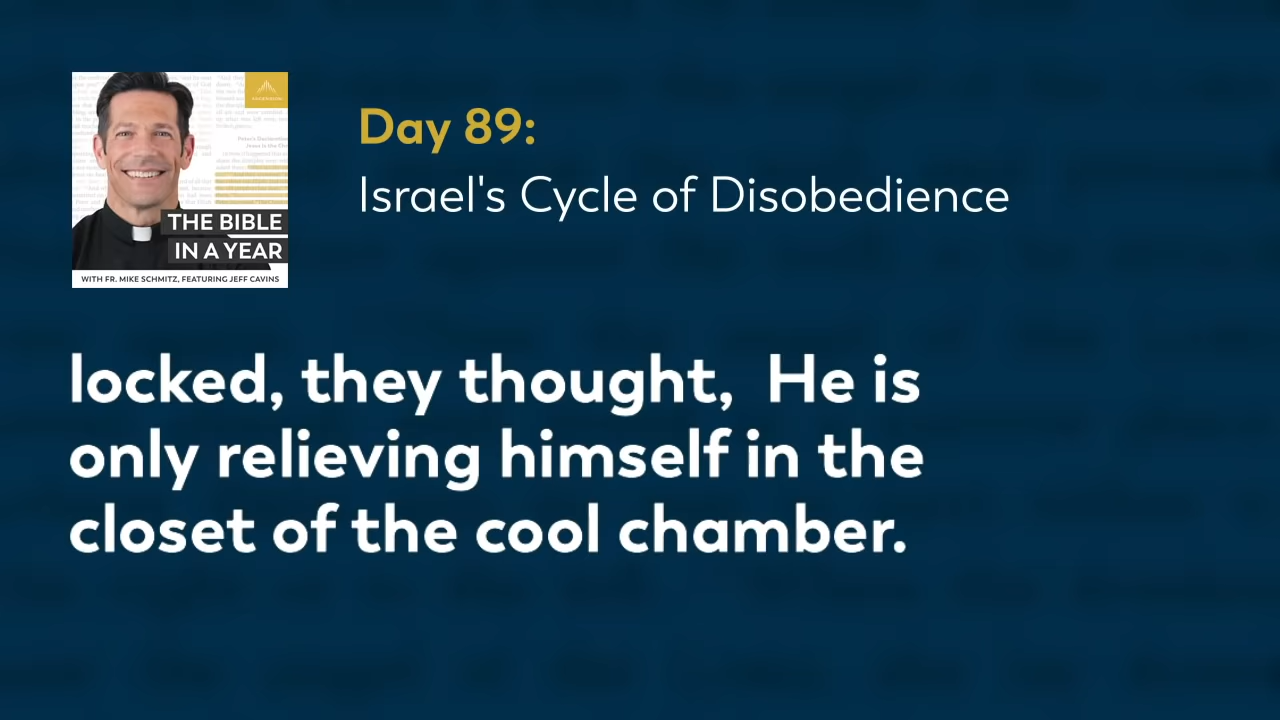 THE BIBLE
IN A YEAR
WITH FR. MIKE SCHMITZ, FEATURING JEFF CAVINS
Day 89:
Israel's Cycle of Disobedience
locked, they thought,  He is
only relieving himself in the
closet of the cool chamber.